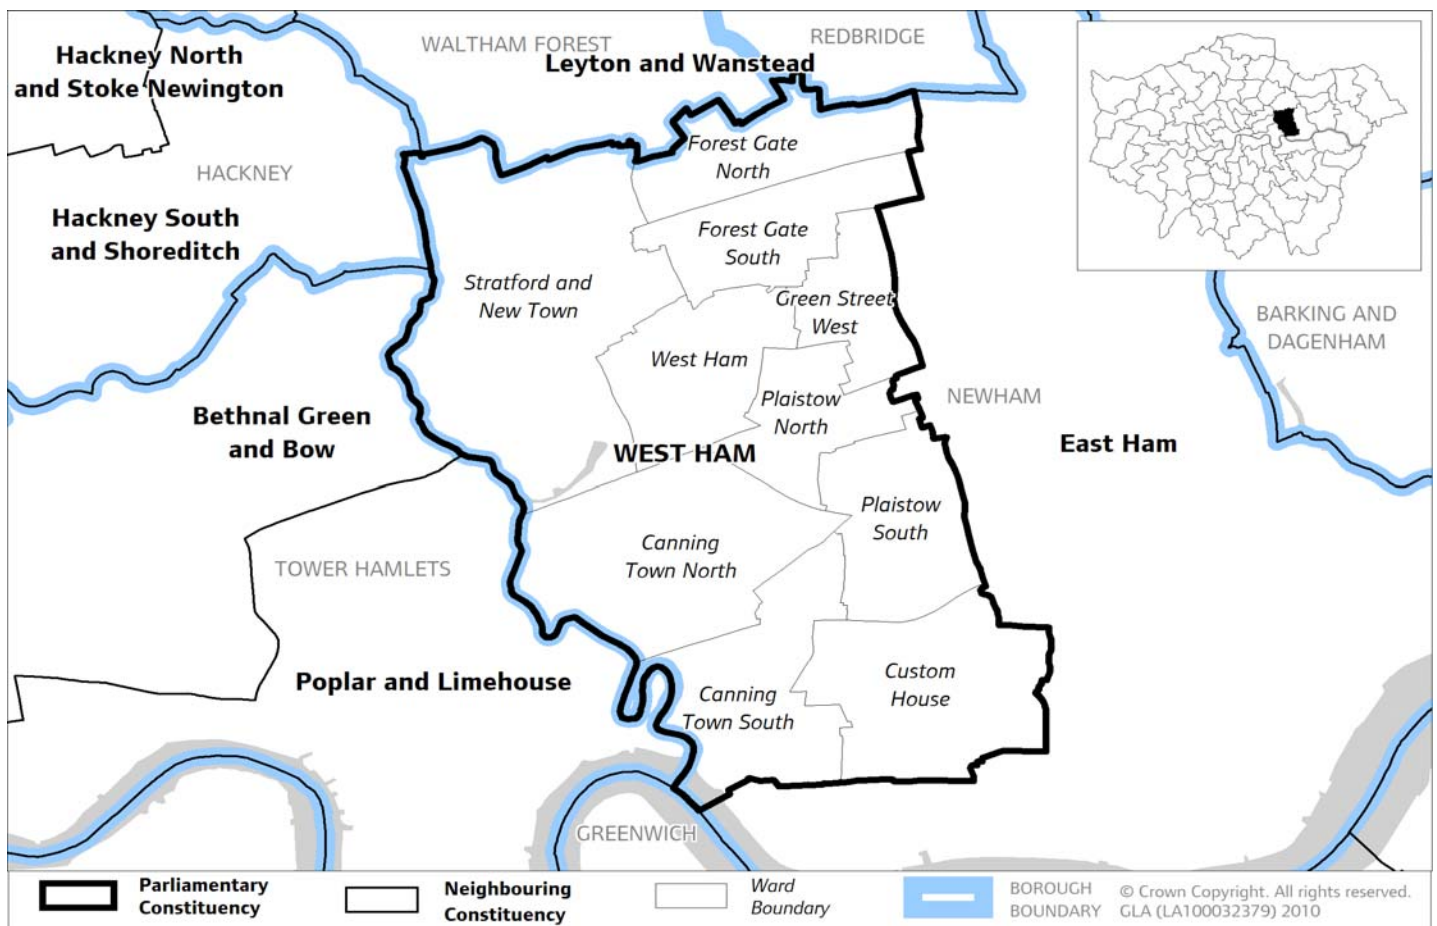 WALTHAM FOREST
REDBRIDGE
Hackney North
and Stoke Newington
Leyton and Wanstead
Forest Gate
North
HACKNEY
Hackney South
and Shoreditch
Forest Gate
South
Stratford and
New Town
Green Street
West
BARKING AND
DAGENHAM
West Ham
Plaistow
North
NEWHAM
Bethnal Green
and Bow
WEST HAM
East Ham
Plaistow
South
Canning
Town North
TOWER HAMLETS
Poplar and Limehouse
Custom
House
Canning
Town South
GREENWICH
Parliamentary
Constituency
Neighbouring
Constituency
Ward
Boundary
BOROUGH
BOUNDARY
© Crown Copyright. All rights reserved.
GLA (LA100032379) 2010